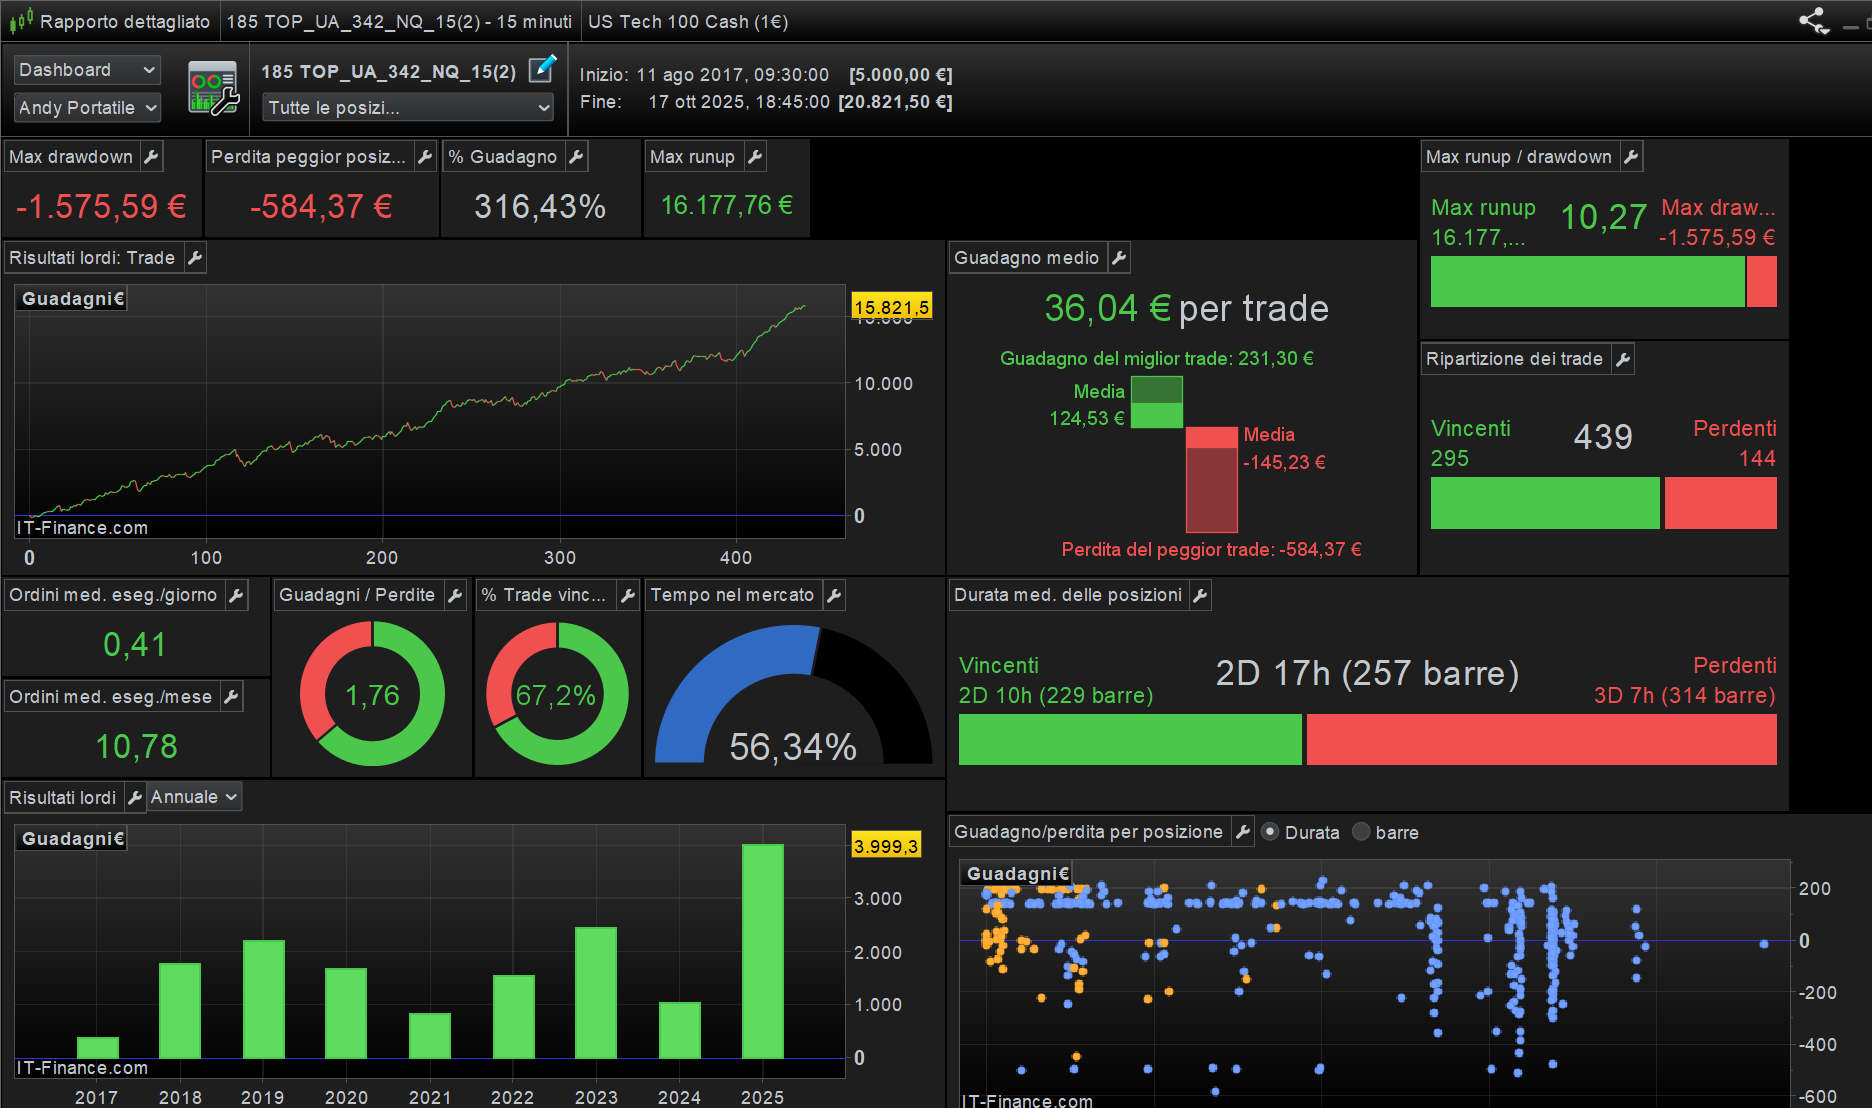 Rapporto dettagliato
185 TOP_UA_342_NQ_15(2) - 15 minuti
US Tech 100 Cash (1€)
Dashboard
Andy Portatile
185 TOP_UA_342_NQ_15(2)
Tutte le posizi...
Inizio: 11 ago 2017, 09:30:00 [5.000,00 €]
Fine: 17 ott 2025, 18:45:00 [20.821,50 €]
Max drawdown
-1.575,59 €
Perdita peggior posiz...
-584,37 €
% Guadagno
316,43%
Max runup
16.177,76 €
Max runup / drawdown
Max runup
16.177,...
10,27
Max draw...
-1.575,59 €
Risultati lordi: Trade
Guadagni€
15.821,5
10.000
5.000
0
IT-Finance.com
0 100 200 300 400
Guadagno medio
36,04 € per trade
Guadagno del miglior trade: 231,30 €
Media
124,53 €
Media
-145,23 €
Perdita del peggior trade: -584,37 €
Ripartizione dei trade
Vincenti
295
439
Perdenti
144
Ordini med. eseg./giorno
0,41
Ordini med. eseg./mese
10,78
Guadagni / Perdite
1,76
% Trade vinc...
67,2%
Tempo nel mercato
56,34%
Durata med. delle posizioni
Vincenti
2D 10h (229 barre)
2D 17h (257 barre)
Perdenti
3D 7h (314 barre)
Risultati lordi
Annuale
Guadagni€
3.999,3
3.000
2.000
1.000
0
IT-Finance.com
2017 2018 2019 2020 2021 2022 2023 2024 2025
Guadagno/perdita per posizione
Durata
barre
Guadagni€
200
0
-200
-400
-600
IT-Finance.com